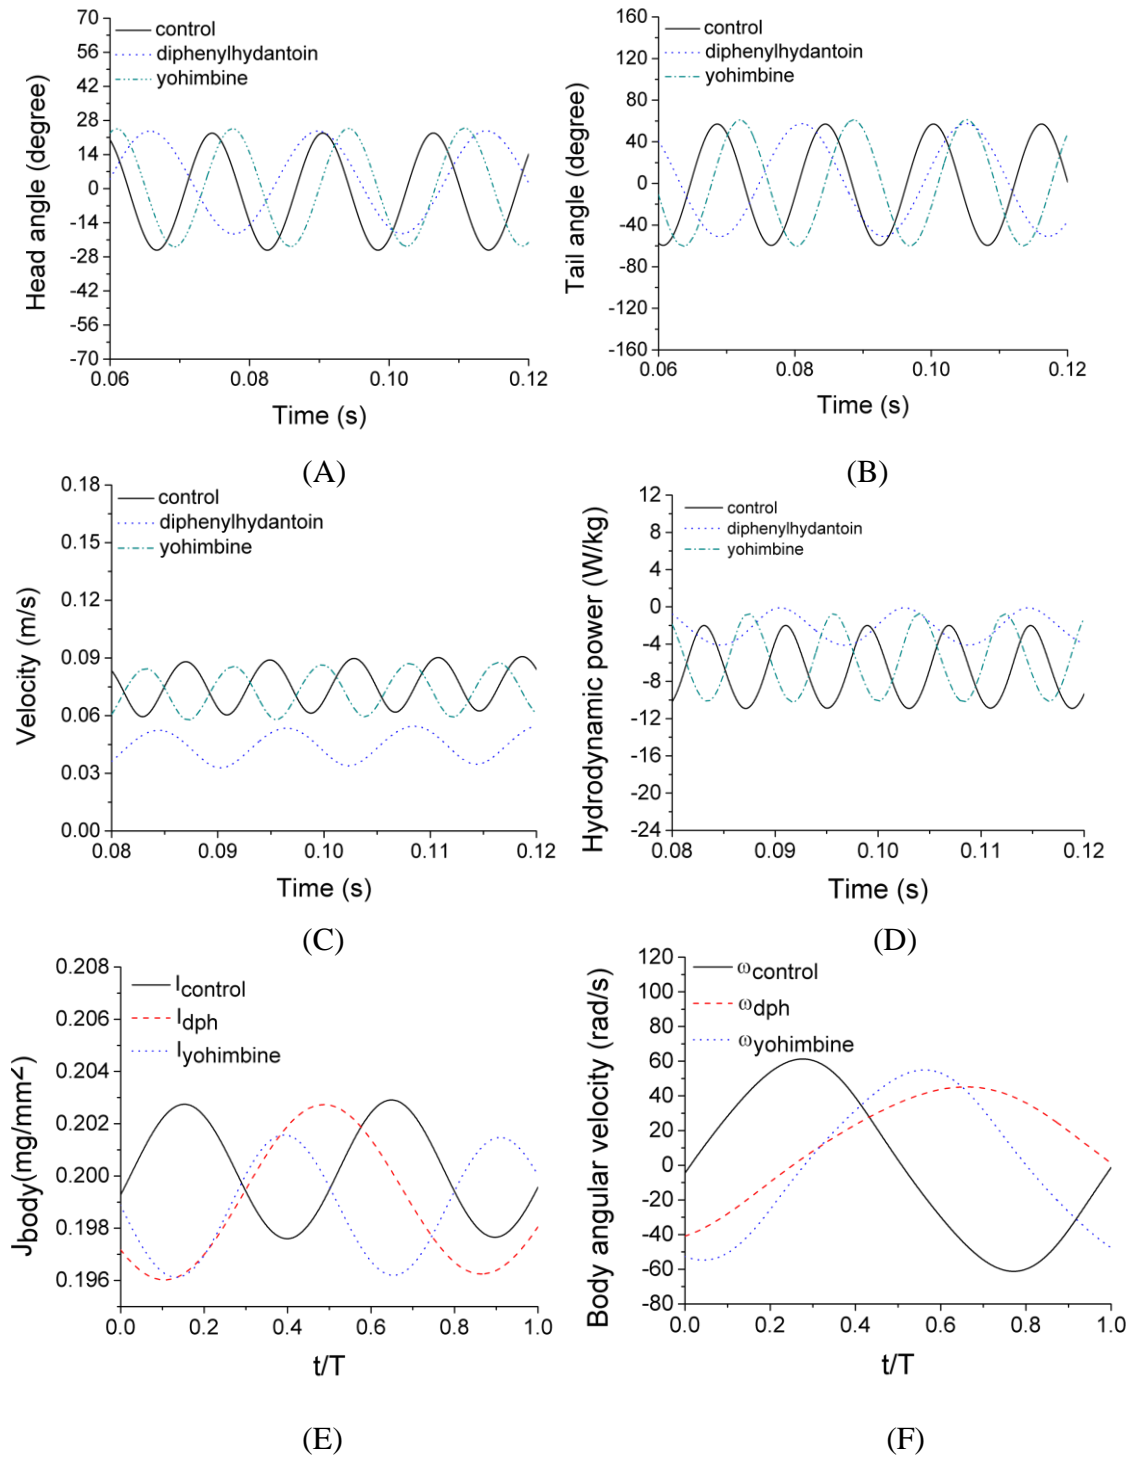 control
diphenylhydantoin
yohimbine
Head angle (degree)
70
56
42
28
14
0
-14
-28
-42
-56
-70
0.06 0.08 0.10 0.12
Time (s)
(A)
control
diphenylhydantoin
yohimbine
Tail angle (degree)
160
120
80
40
0
-40
-80
-120
-160
0.06 0.08 0.10 0.12
Time (s)
(B)
control
diphenylhydantoin
yohimbine
Velocity (m/s)
0.18
0.15
0.12
0.09
0.06
0.03
0.00
0.08 0.09 0.10 0.11 0.12
Time (s)
(C)
control
diphenylhydantoin
yohimbine
Hydrodynamic power (W/kg)
12
8
4
0
-4
-8
-12
-16
-20
-24
0.08 0.09 0.10 0.11 0.12
Time (s)
(D)
Icontrol
Idph
Iyohimbine
Jbody(mg/mm2)
0.208
0.206
0.204
0.202
0.200
0.198
0.196
0.0 0.2 0.4 0.6 0.8 1.0
t/T
(E)
ωcontrol
ωdph
ωyohimbine
Body angular velocity (rad/s)
120
100
80
60
40
20
0
-20
-40
-60
-80
0.0 0.2 0.4 0.6 0.8 1.0
t/T
(F)